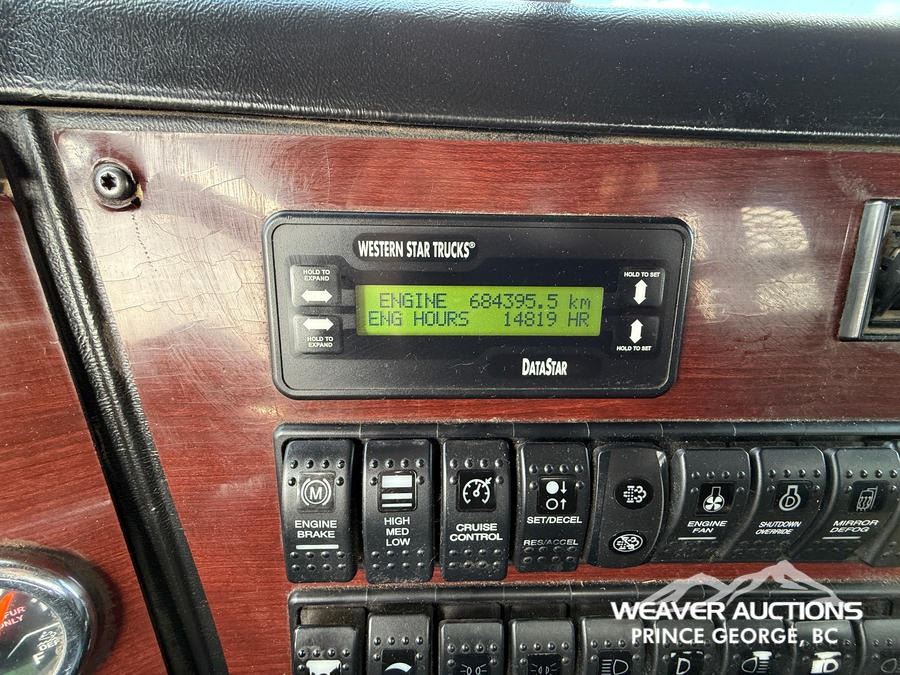 WESTERN STAR TRUCKS®
HOLD TO
EXPAND
HOLD TO SET
ENGINE 684395.5 km
ENG HOURS 14819 HR
HOLD TO
EXPAND
HOLD TO SET
DATASTAR
M
ENGINE
BRAKE
HIGH
MED
LOW
CRUISE
CONTROL
SET/DECEL
RES/ACCEL
ENGINE
FAN
D
SHUTDOWN
OVERRIDE
MIRROR
DEFOG
ONLY
WEAVER AUCTIONS
PRINCE GEORGE, BC